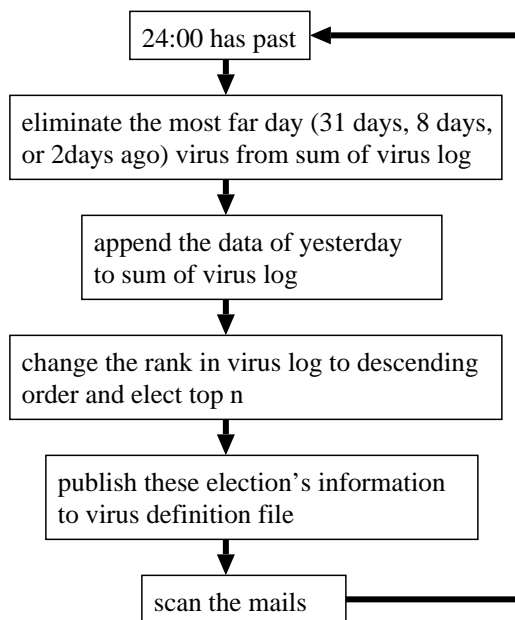 24:00 has past
eliminate the most far day (31 days, 8 days,
or 2days ago) virus from sum of virus log
append the data of yesterday
to sum of virus log
change the rank in virus log to descending
order and elect top n
publish these election’s information
to virus definition file
scan the mails